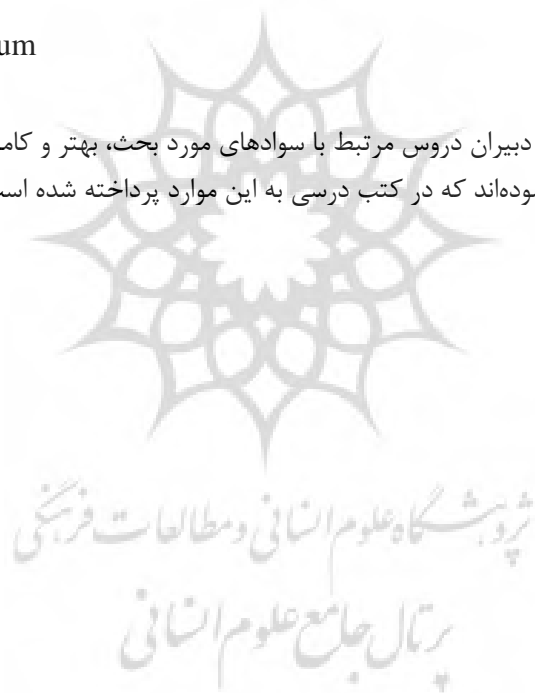 um
دبیران دروس مرتبط با سوادهای مورد بحث، بهتر و کام
وده‌اند که در کتب درسی به این موارد پرداخته شده اس
پژوهشگاه علوم انسانی و مطالعات فرهنگی
پرتال جامع علوم انسانی